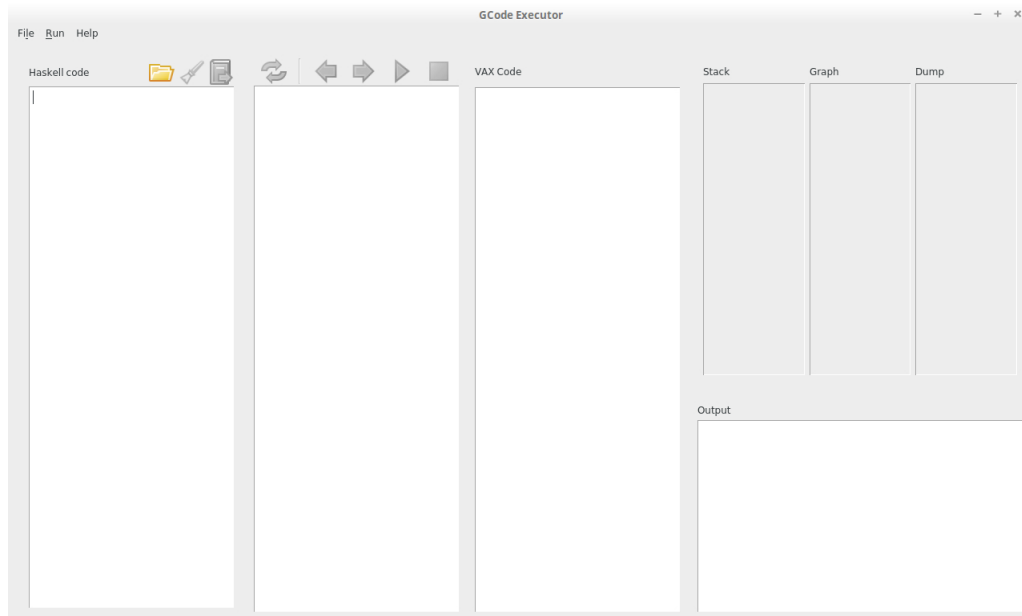 GCode Executor
File Run Help
Haskell code
VAX Code
Stack
Graph
Dump
Output